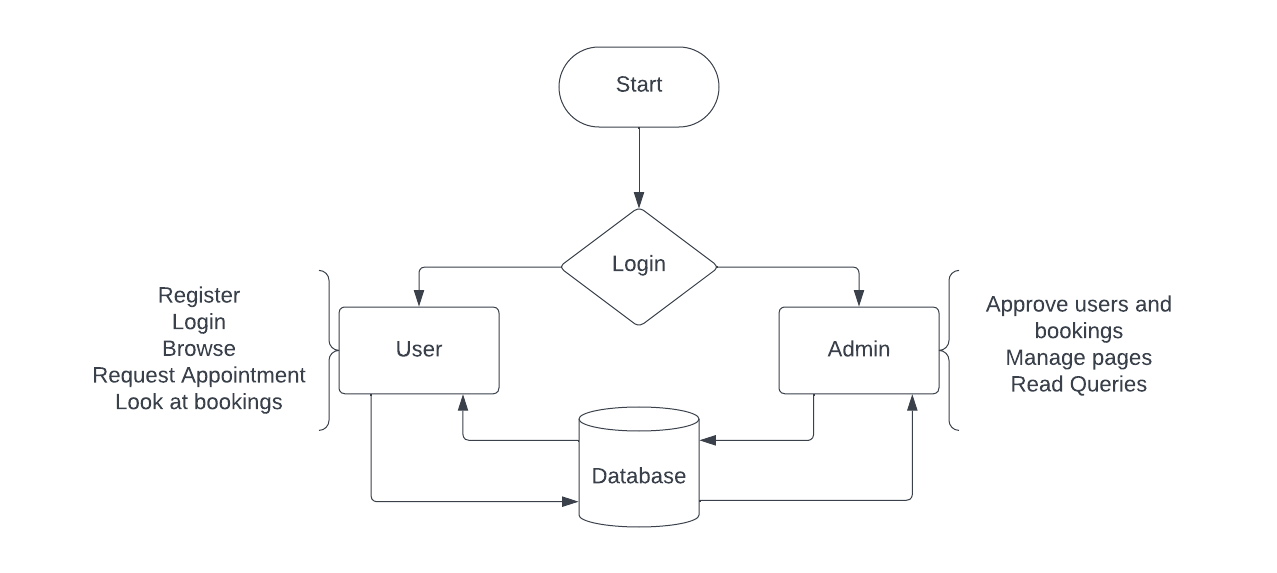 Start
Login
Register
Login
Browse
Request Appointment
Look at bookings
User
Admin
Approve users and
bookings
Manage pages
Read Queries
Database